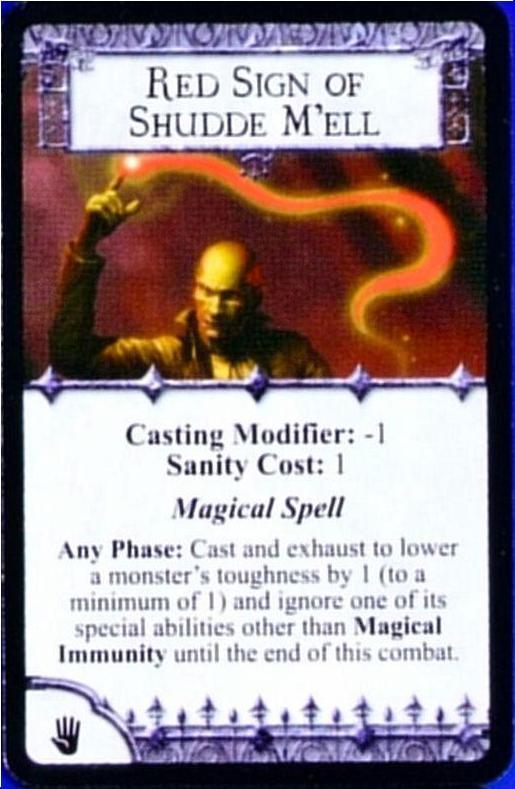 RED SIGN OF
SHUDDE M'ELL
Casting Modifier: -1
Sanity Cost: 1
Magical Spell
Any Phase: Cast and exhaust to lower
a monster's toughness by 1 (to a
minimum of 1) and ignore one of its
special abilities other than Magical
Immunity until the end of this combat.